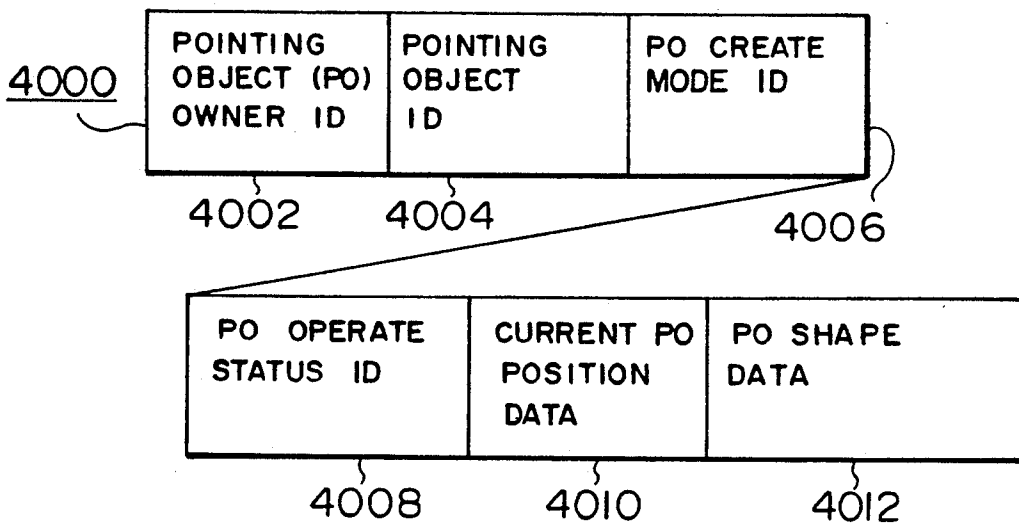 4000
POINTING
OBJECT (PO)
OWNER ID
POINTING
OBJECT
ID
PO CREATE
MODE ID
4002
4004
4006
PO OPERATE
STATUS ID
CURRENT PO
POSITION
DATA
PO SHAPE
DATA
4008
4010
4012